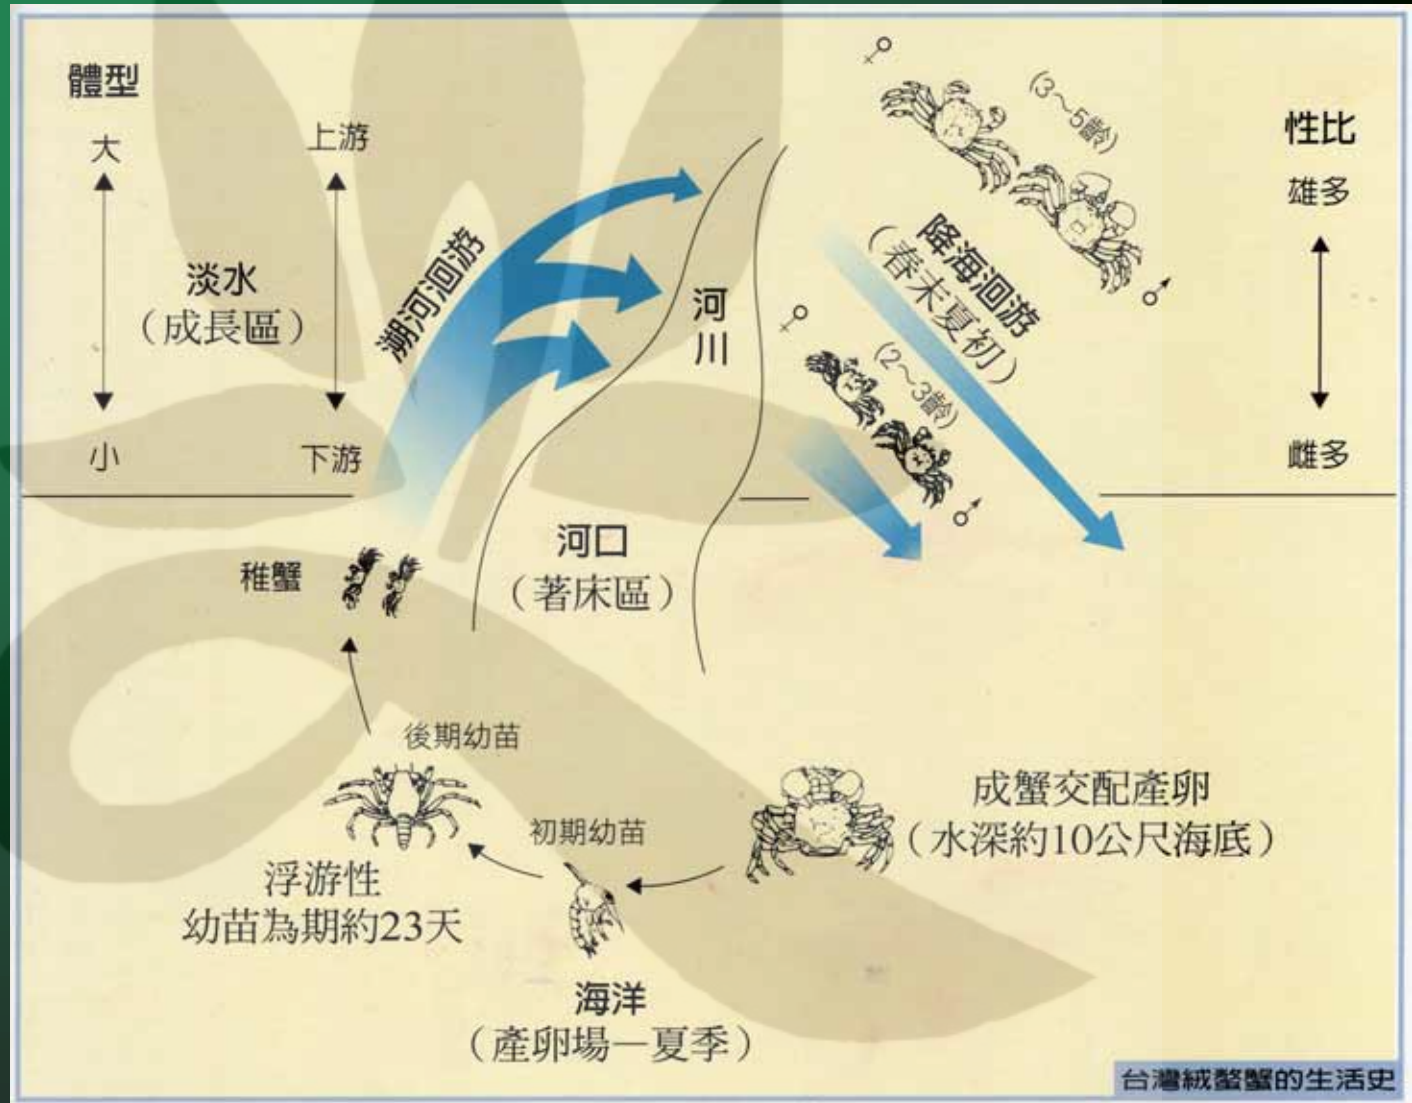 體型
大
小
上游
下游
淡水
（成長區）
溯河洄游
河
川
(3～5齡)
降海洄游
（春末夏初）
(2～3齡)
性比
雄多
雌多
稚蟹
河口
（著床區）
後期幼苗
初期幼苗
浮游性
幼苗為期約23天
成蟹交配產卵
（水深約10公尺海底）
海洋
（產卵場—夏季）
台灣絨螯蟹的生活史